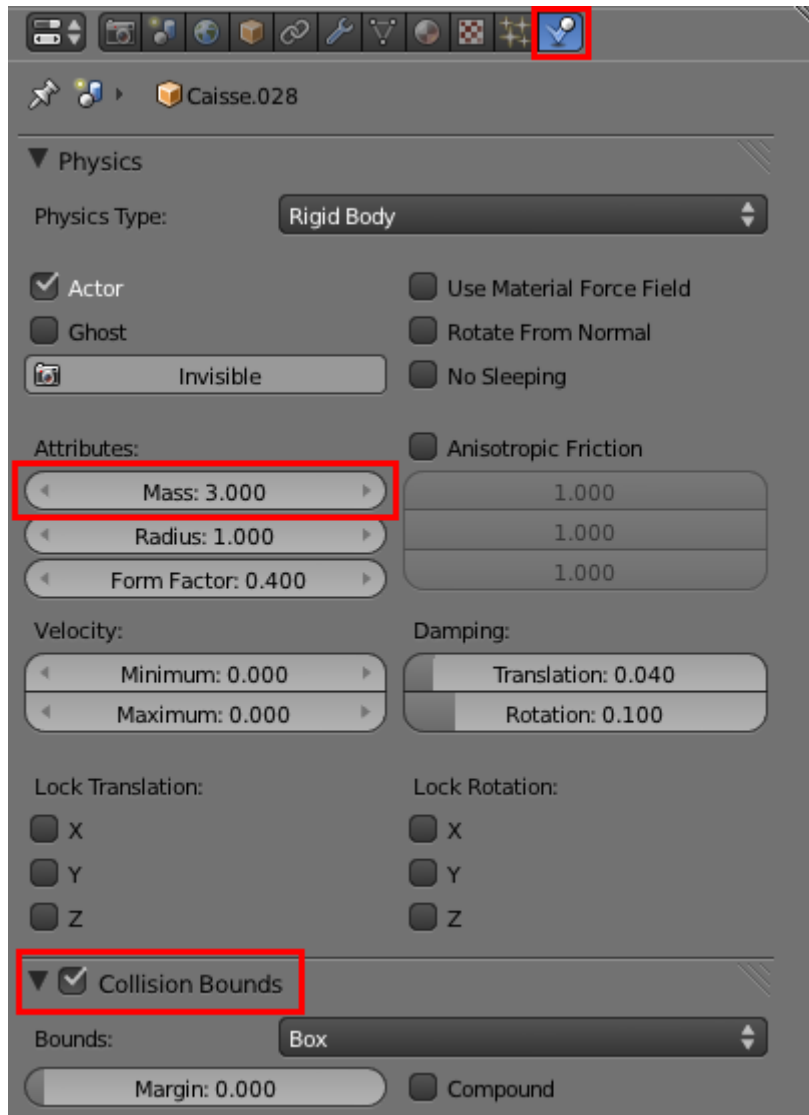 Caisse.028
Physics
Physics Type: Rigid Body
Actor Use Material Force Field
Ghost Rotate From Normal
Invisible No Sleeping
Attributes: Anisotropic Friction
Mass: 3.000 1.000
Radius: 1.000 1.000
Form Factor: 0.400 1.000
Velocity: Damping:
Minimum: 0.000 Translation: 0.040
Maximum: 0.000 Rotation: 0.100
Lock Translation: Lock Rotation:
X X
Y Y
Z Z
Collision Bounds
Bounds: Box
Margin: 0.000 Compound